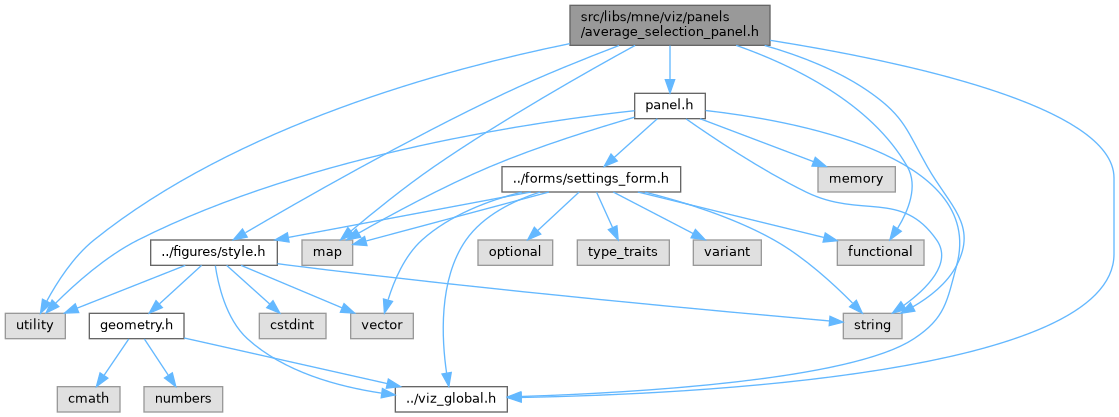 src/libs/mne/viz/panels
/average_selection_panel.h
panel.h
../forms/settings_form.h
memory
../figures/style.h
map
optional
type_traits
variant
functional
utility
geometry.h
cstdint
vector
string
cmath
numbers
../viz_global.h